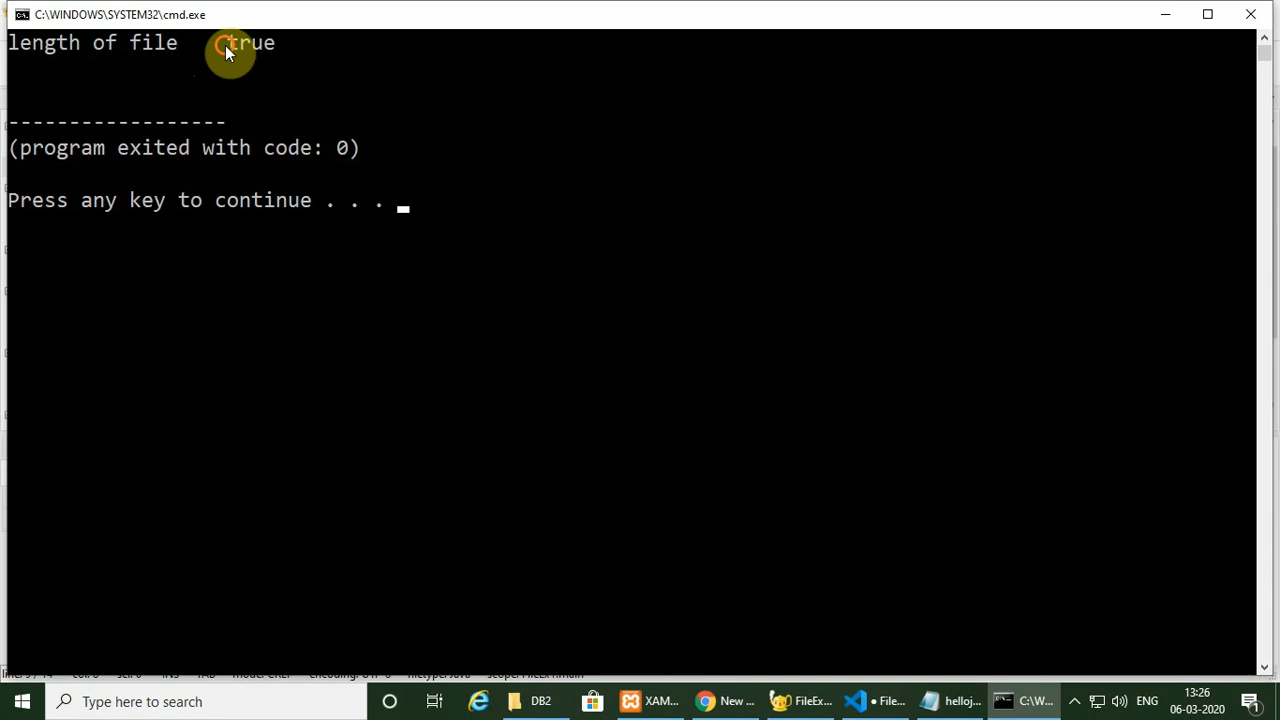 C:\WINDOWS\SYSTEM32\cmd.exe
length of file    true
------------------
(program exited with code: 0)
Press any key to continue . . .
Type here to search
DB2
XAM...
New ...
FileEx...
• File...
helloj...
C:\W...
ENG
13:26
06-03-2020
1